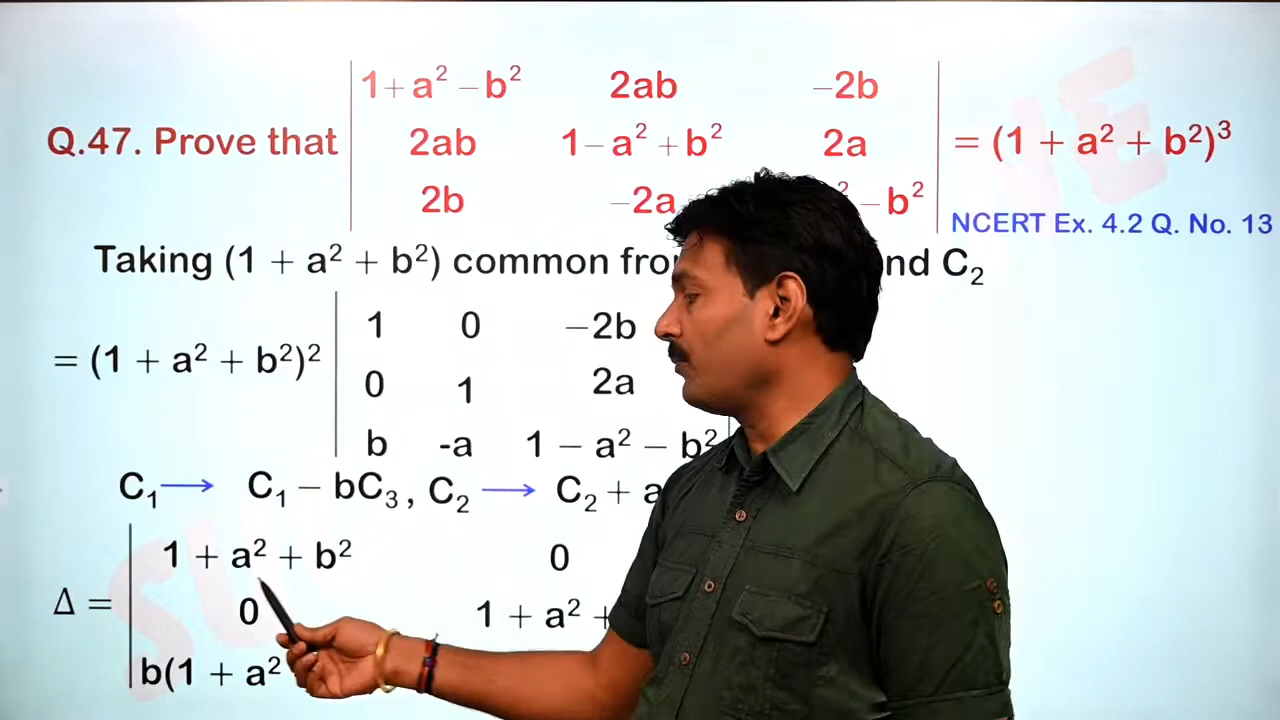 1 + a² − b² 2ab −2b
Q.47. Prove that 2ab 1 − a² + b² 2a = (1 + a² + b²)³
2b −2a ² − b²
NCERT Ex. 4.2 Q. No. 13
Taking (1 + a² + b²) common C₂
1 0 −2b
= (1 + a² + b²)²
0 1 2a
b -a 1 − a² − b²
C₁ → C₁ − bC₃ , C₂ → C₂ + a
1 + a² + b² 0
Δ =
0 1 + a² +
b(1 + a²